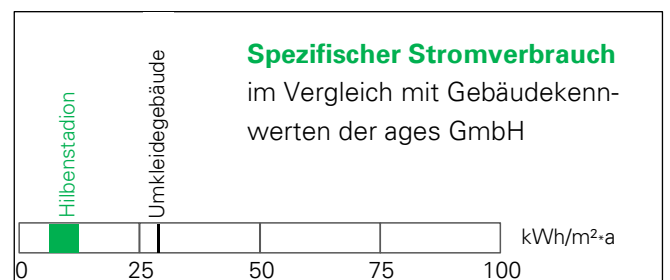 Spezifischer Stromverbrauch
im Vergleich mit Gebäudekenn-
werten der ages GmbH
Hilbenstadion
Umkleidegebäude
kWh/m²*a
0 25 50 75 100